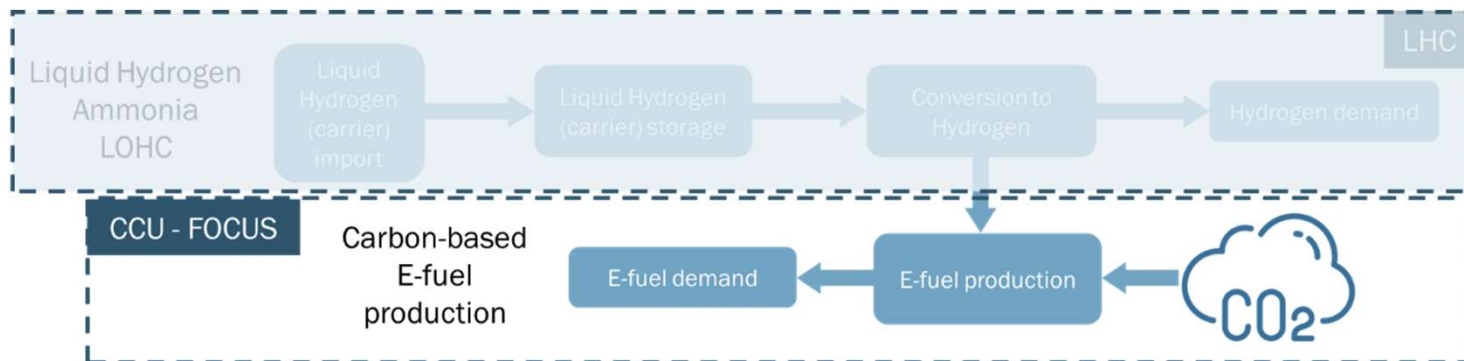 LHC
Liquid Hydrogen
Ammonia
LOHC
Liquid
Hydrogen
(carrier)
import
Liquid Hydrogen
(carrier) storage
Conversion to
Hydrogen
Hydrogen demand
CCU - FOCUS
Carbon-based
E-fuel
production
E-fuel demand
E-fuel production
CO2